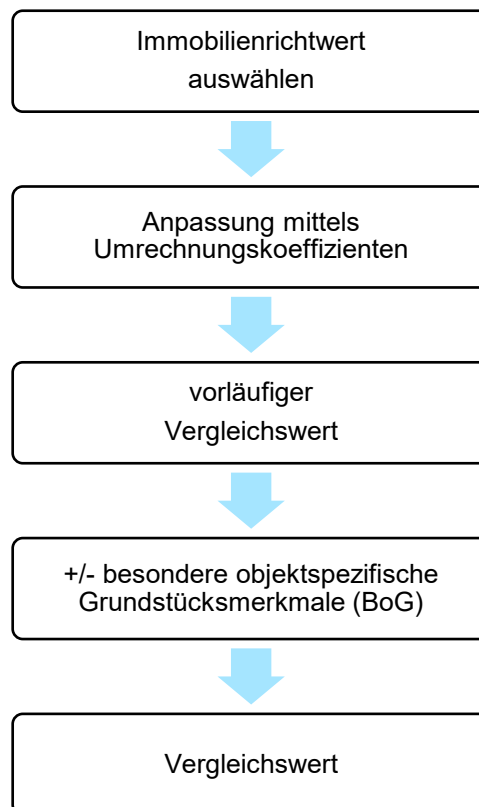 Immobilienrichtwert
auswählen
Anpassung mittels
Umrechnungskoeffizienten
vorläufiger
Vergleichswert
+/- besondere objektspezifische
Grundstücksmerkmale (BoG)
Vergleichswert